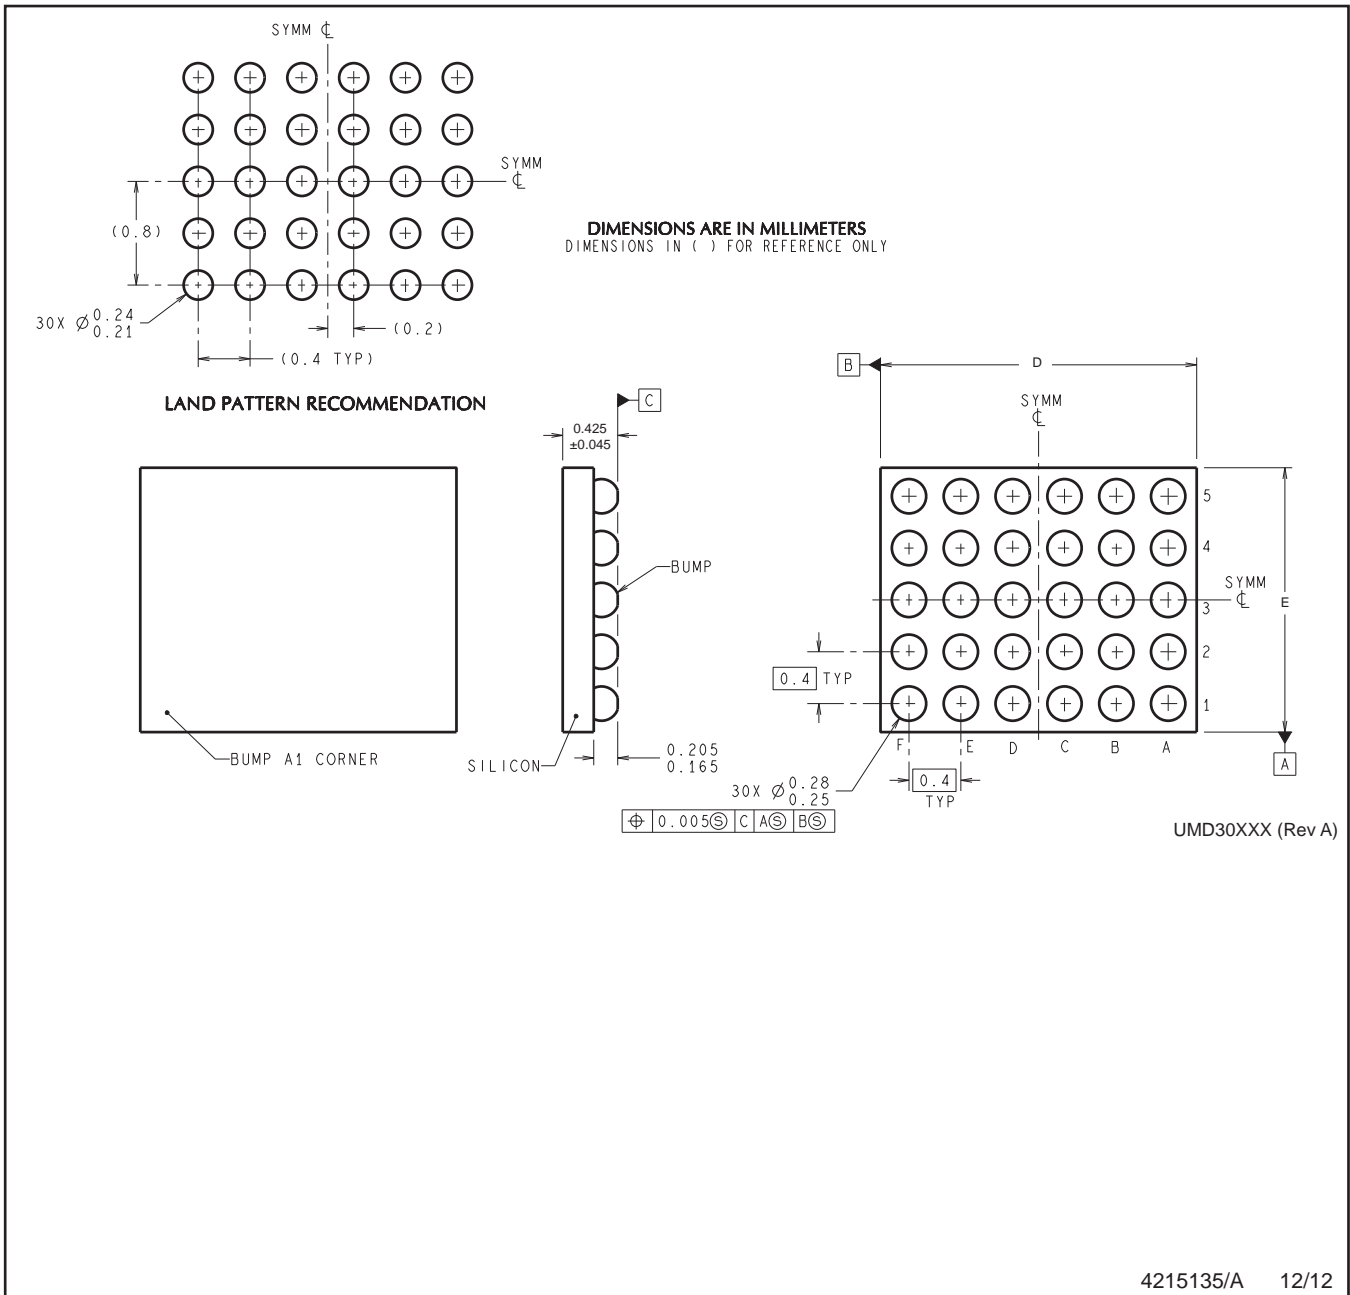 SYMM ℄
SYMM
℄
(0.8)
DIMENSIONS ARE IN MILLIMETERS
DIMENSIONS IN ( ) FOR REFERENCE ONLY
30X Ø 0.24
0.21
(0.2)
(0.4 TYP)
LAND PATTERN RECOMMENDATION
B
D
C
SYMM
℄
0.425
±0.045
5
4
BUMP
SYMM
℄
E
3
2
0.4 TYP
1
BUMP A1 CORNER
SILICON
0.205
0.165
F E D C B A
A
30X Ø 0.28
0.25
0.4
TYP
⌖ 0.005Ⓢ C AⓈ BⓈ
UMD30XXX (Rev A)
4215135/A 12/12